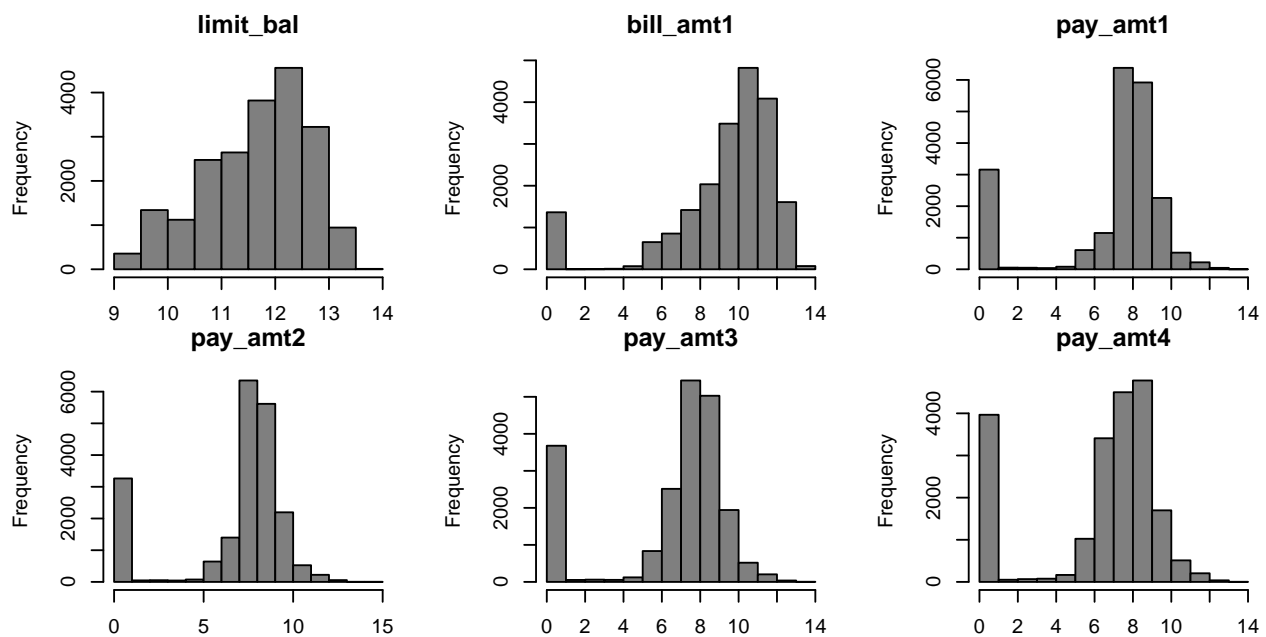 limit_bal
Frequency
0 2000 4000
9 10 11 12 13 14
bill_amt1
Frequency
0 2000 4000
0 2 4 6 8 10 14
pay_amt1
Frequency
0 2000 4000 6000
0 2 4 6 8 10 14
pay_amt2
Frequency
0 2000 4000 6000
0 5 10 15
pay_amt3
Frequency
0 2000 4000
0 2 4 6 8 10 14
pay_amt4
Frequency
0 2000 4000
0 2 4 6 8 10 14